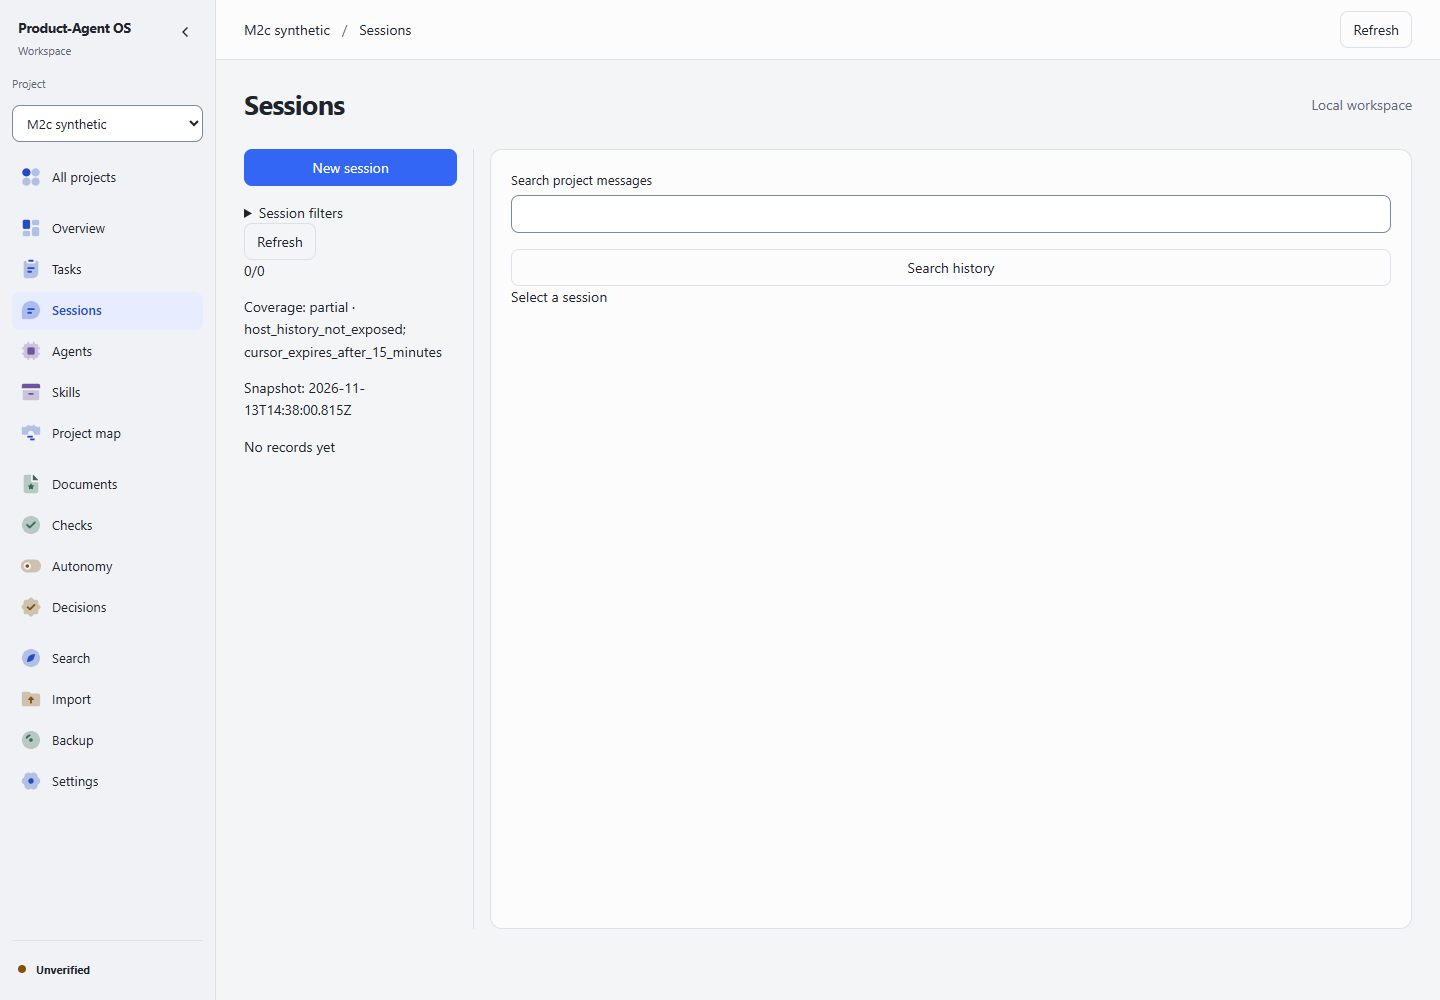 Product-Agent OS
Workspace
Project
M2c synthetic
All projects
Overview
Tasks
Sessions
Agents
Skills
Project map
Documents
Checks
Autonomy
Decisions
Search
Import
Backup
Settings
Unverified
M2c synthetic / Sessions
Refresh
Sessions
Local workspace
New session
Session filters
Refresh
0/0
Coverage: partial ·
host_history_not_exposed;
cursor_expires_after_15_minutes
Snapshot: 2026-11-
13T14:38:00.815Z
No records yet
Search project messages
Search history
Select a session